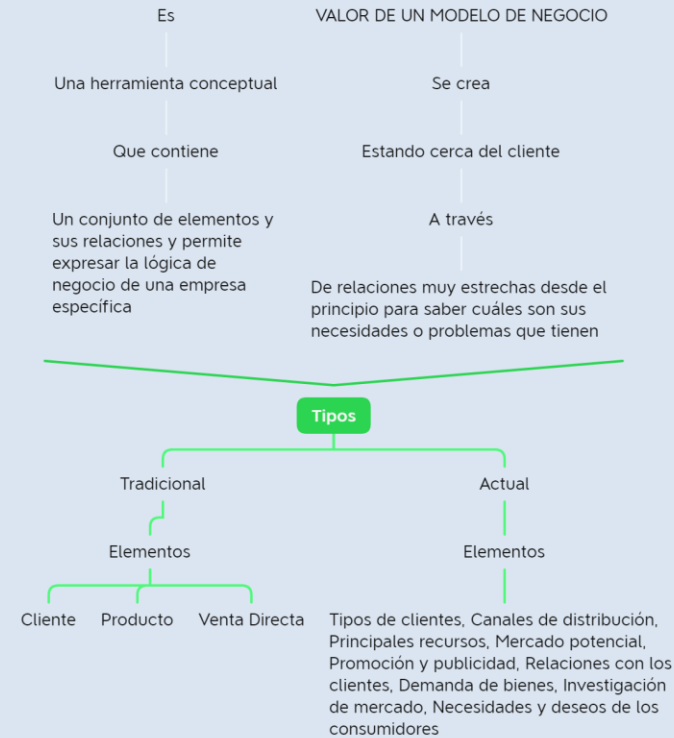 Es
Una herramienta conceptual
Que contiene
Un conjunto de elementos y
sus relaciones y permite
expresar la lógica de
negocio de una empresa
específica
VALOR DE UN MODELO DE NEGOCIO
Se crea
Estando cerca del cliente
A través
De relaciones muy estrechas desde el
principio para saber cuáles son sus
necesidades o problemas que tienen
Tipos
Tradicional
Elementos
Cliente
Producto
Venta Directa
Actual
Elementos
Tipos de clientes, Canales de distribución,
Principales recursos, Mercado potencial,
Promoción y publicidad, Relaciones con los
clientes, Demanda de bienes, Investigación
de mercado, Necesidades y deseos de los
consumidores